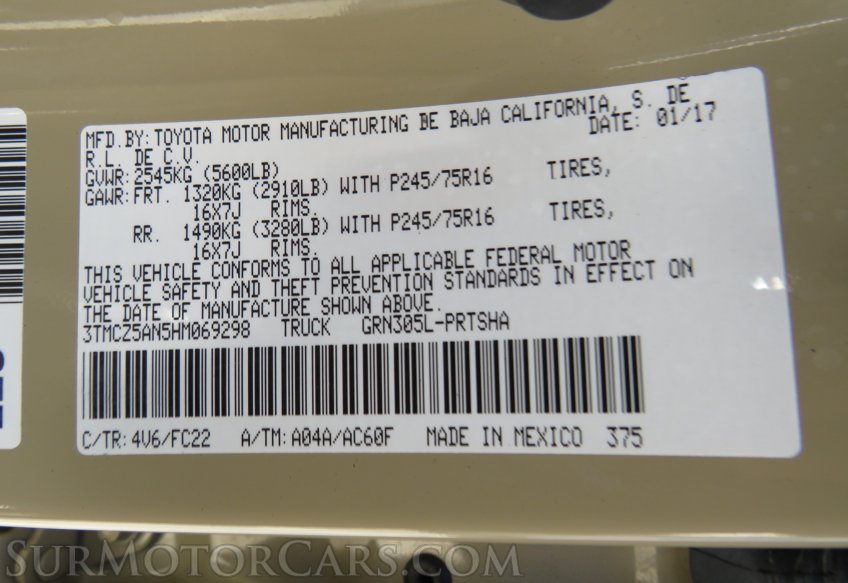 MFD.BY: TOYOTA MOTOR MANUFACTURING DE BAJA CALIFORNIA, S. DE
R.L. DE C.V. DATE: 01/17
GVWR: 2545KG (5600LB)
GAWR: FRT. 1320KG (2910LB) WITH P245/75R16 TIRES,
16X7J RIMS.
RR. 1490KG (3280LB) WITH P245/75R16 TIRES,
16X7J RIMS.
THIS VEHICLE CONFORMS TO ALL APPLICABLE FEDERAL MOTOR
VEHICLE SAFETY AND THEFT PREVENTION STANDARDS IN EFFECT ON
THE DATE OF MANUFACTURE SHOWN ABOVE.
3TMCZ5AN5HM069298 TRUCK GRN305L-PRTSHA
C/TR: 4V6/FC22 A/TM: A04A/AC60F MADE IN MEXICO 375
SURMOTORCARS.COM